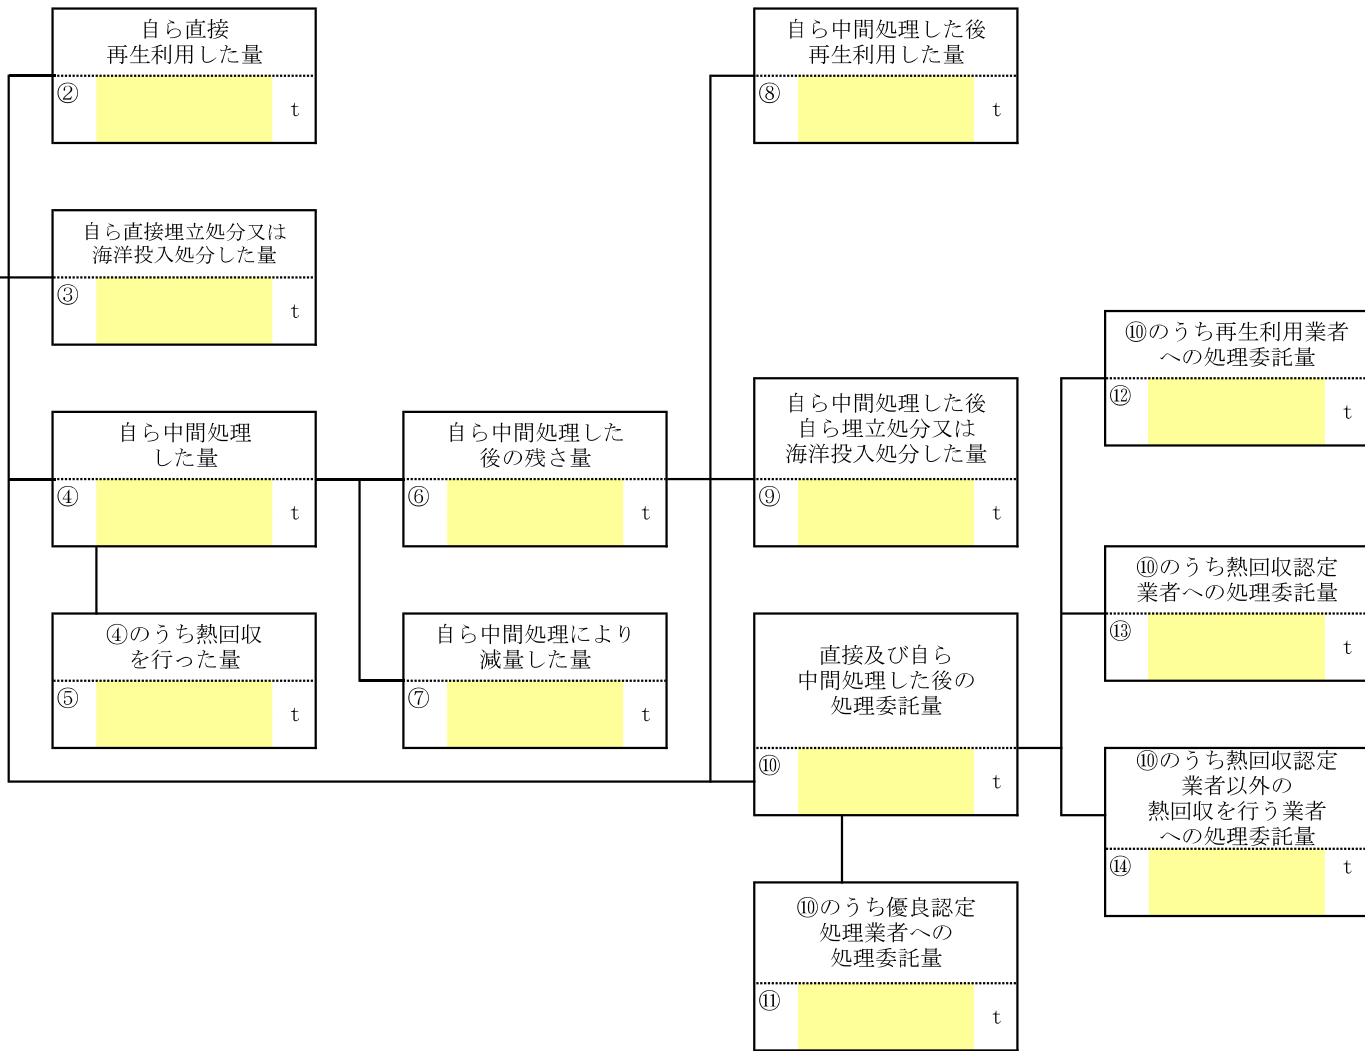 自ら直接
再生利用した量
②
t
自ら中間処理した後
再生利用した量
⑧
t
自ら直接埋立処分又は
海洋投入処分した量
③
t
⑩のうち再生利用業者
への処理委託量
⑫
t
自ら中間処理
した量
④
t
自ら中間処理した
後の残さ量
⑥
t
自ら中間処理した後
自ら埋立処分又は
海洋投入処分した量
⑨
t
⑩のうち熱回収認定
業者への処理委託量
⑬
t
④のうち熱回収
を行った量
⑤
t
自ら中間処理により
減量した量
⑦
t
直接及び自ら
中間処理した後の
処理委託量
⑩
t
⑩のうち熱回収認定
業者以外の
熱回収を行う業者
への処理委託量
⑭
t
⑩のうち優良認定
処理業者への
処理委託量
⑪
t